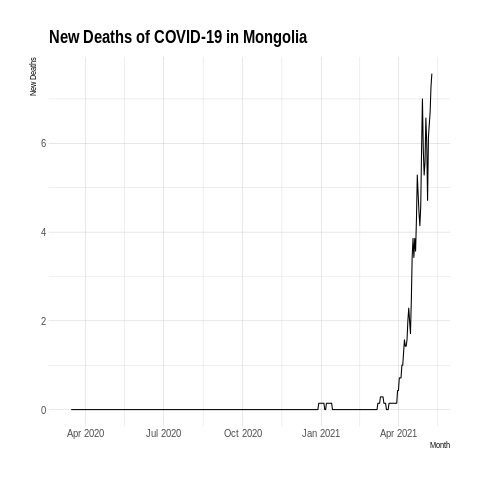 New Deaths of COVID-19 in Mongolia
New Deaths
6
4
2
0
Apr 2020
Jul 2020
Oct 2020
Jan 2021
Apr 2021
Month